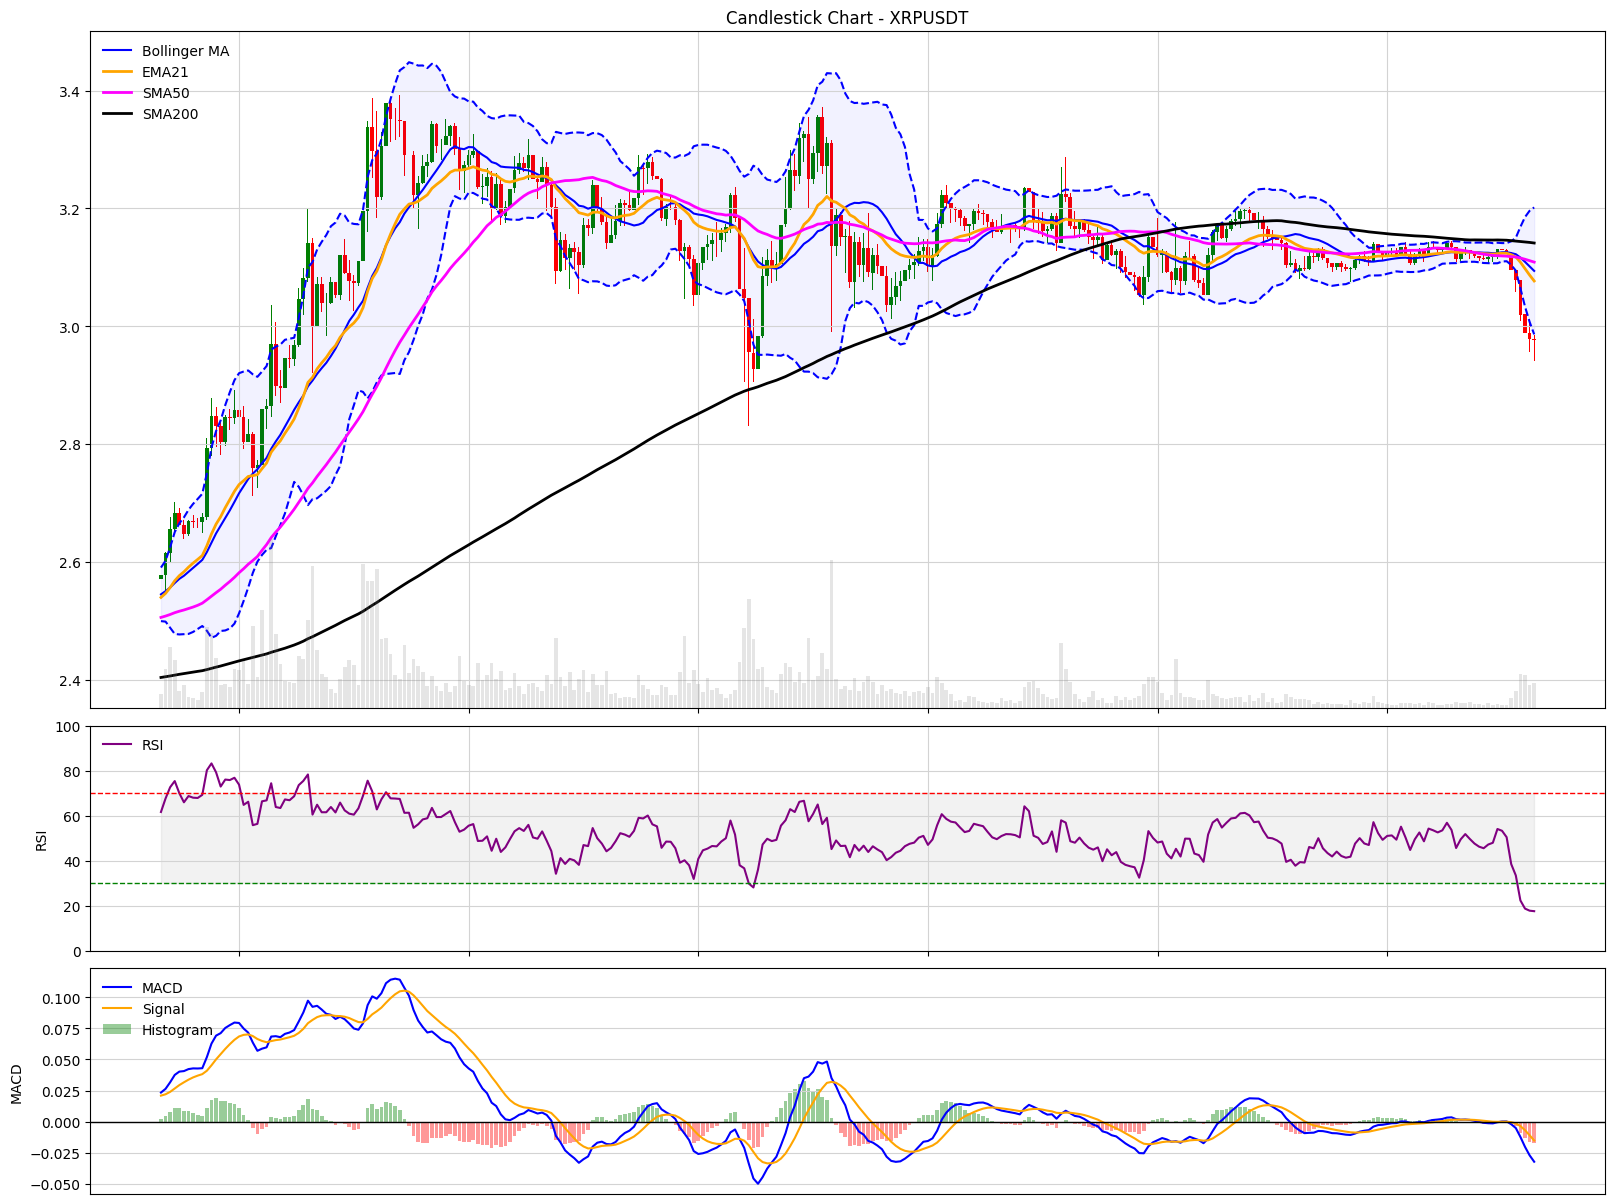 Candlestick Chart - XRPUSDT
Bollinger MA
EMA21
SMA50
SMA200
3.4
3.2
3.0
2.8
2.6
2.4
RSI
100
80
60
40
20
0
RSI
MACD
Signal
Histogram
0.100
0.075
0.050
0.025
0.000
−0.025
−0.050
MACD